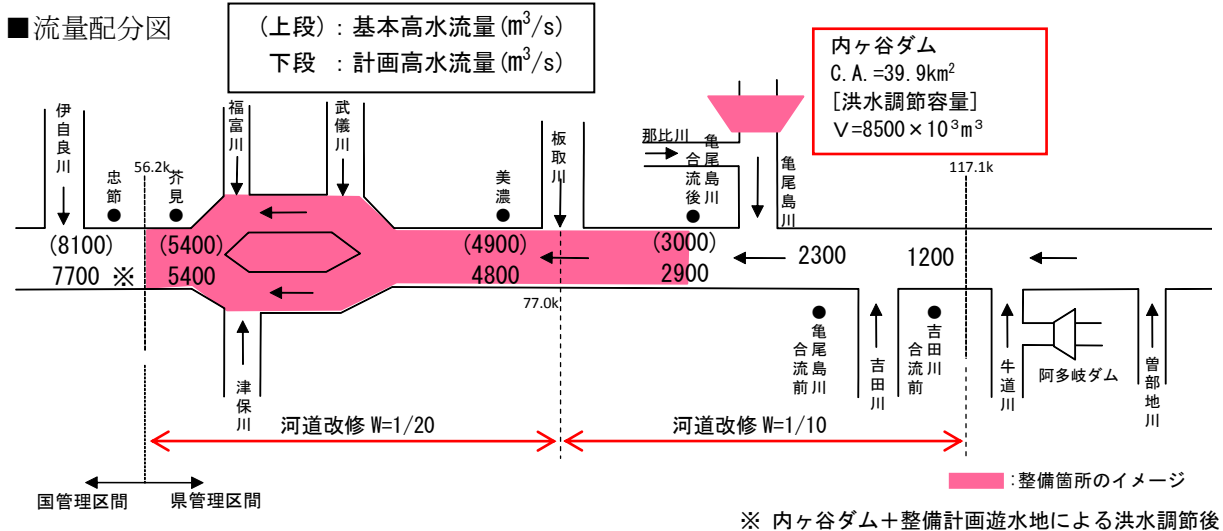 ■流量配分図
(上段)：基本高水流量(m³/s)
下段 ：計画高水流量(m³/s)
内ヶ谷ダム
C.A.=39.9km²
[洪水調節容量]
V=8500×10³m³
伊自良川
福富川
武儀川
板取川
那比川
亀尾島川
合流後
亀尾島川
56.2k
117.1k
忠節
芥見
美濃
(8100)
(5400)
(4900)
(3000)
2300
1200
7700 ※
5400
4800
2900
77.0k
津保川
亀尾島川
合流前
吉田川
吉田川
合流前
牛道川
阿多岐ダム
曽部地川
河道改修 W=1/20
河道改修 W=1/10
国管理区間
県管理区間
:整備箇所のイメージ
※ 内ヶ谷ダム＋整備計画遊水地による洪水調節後